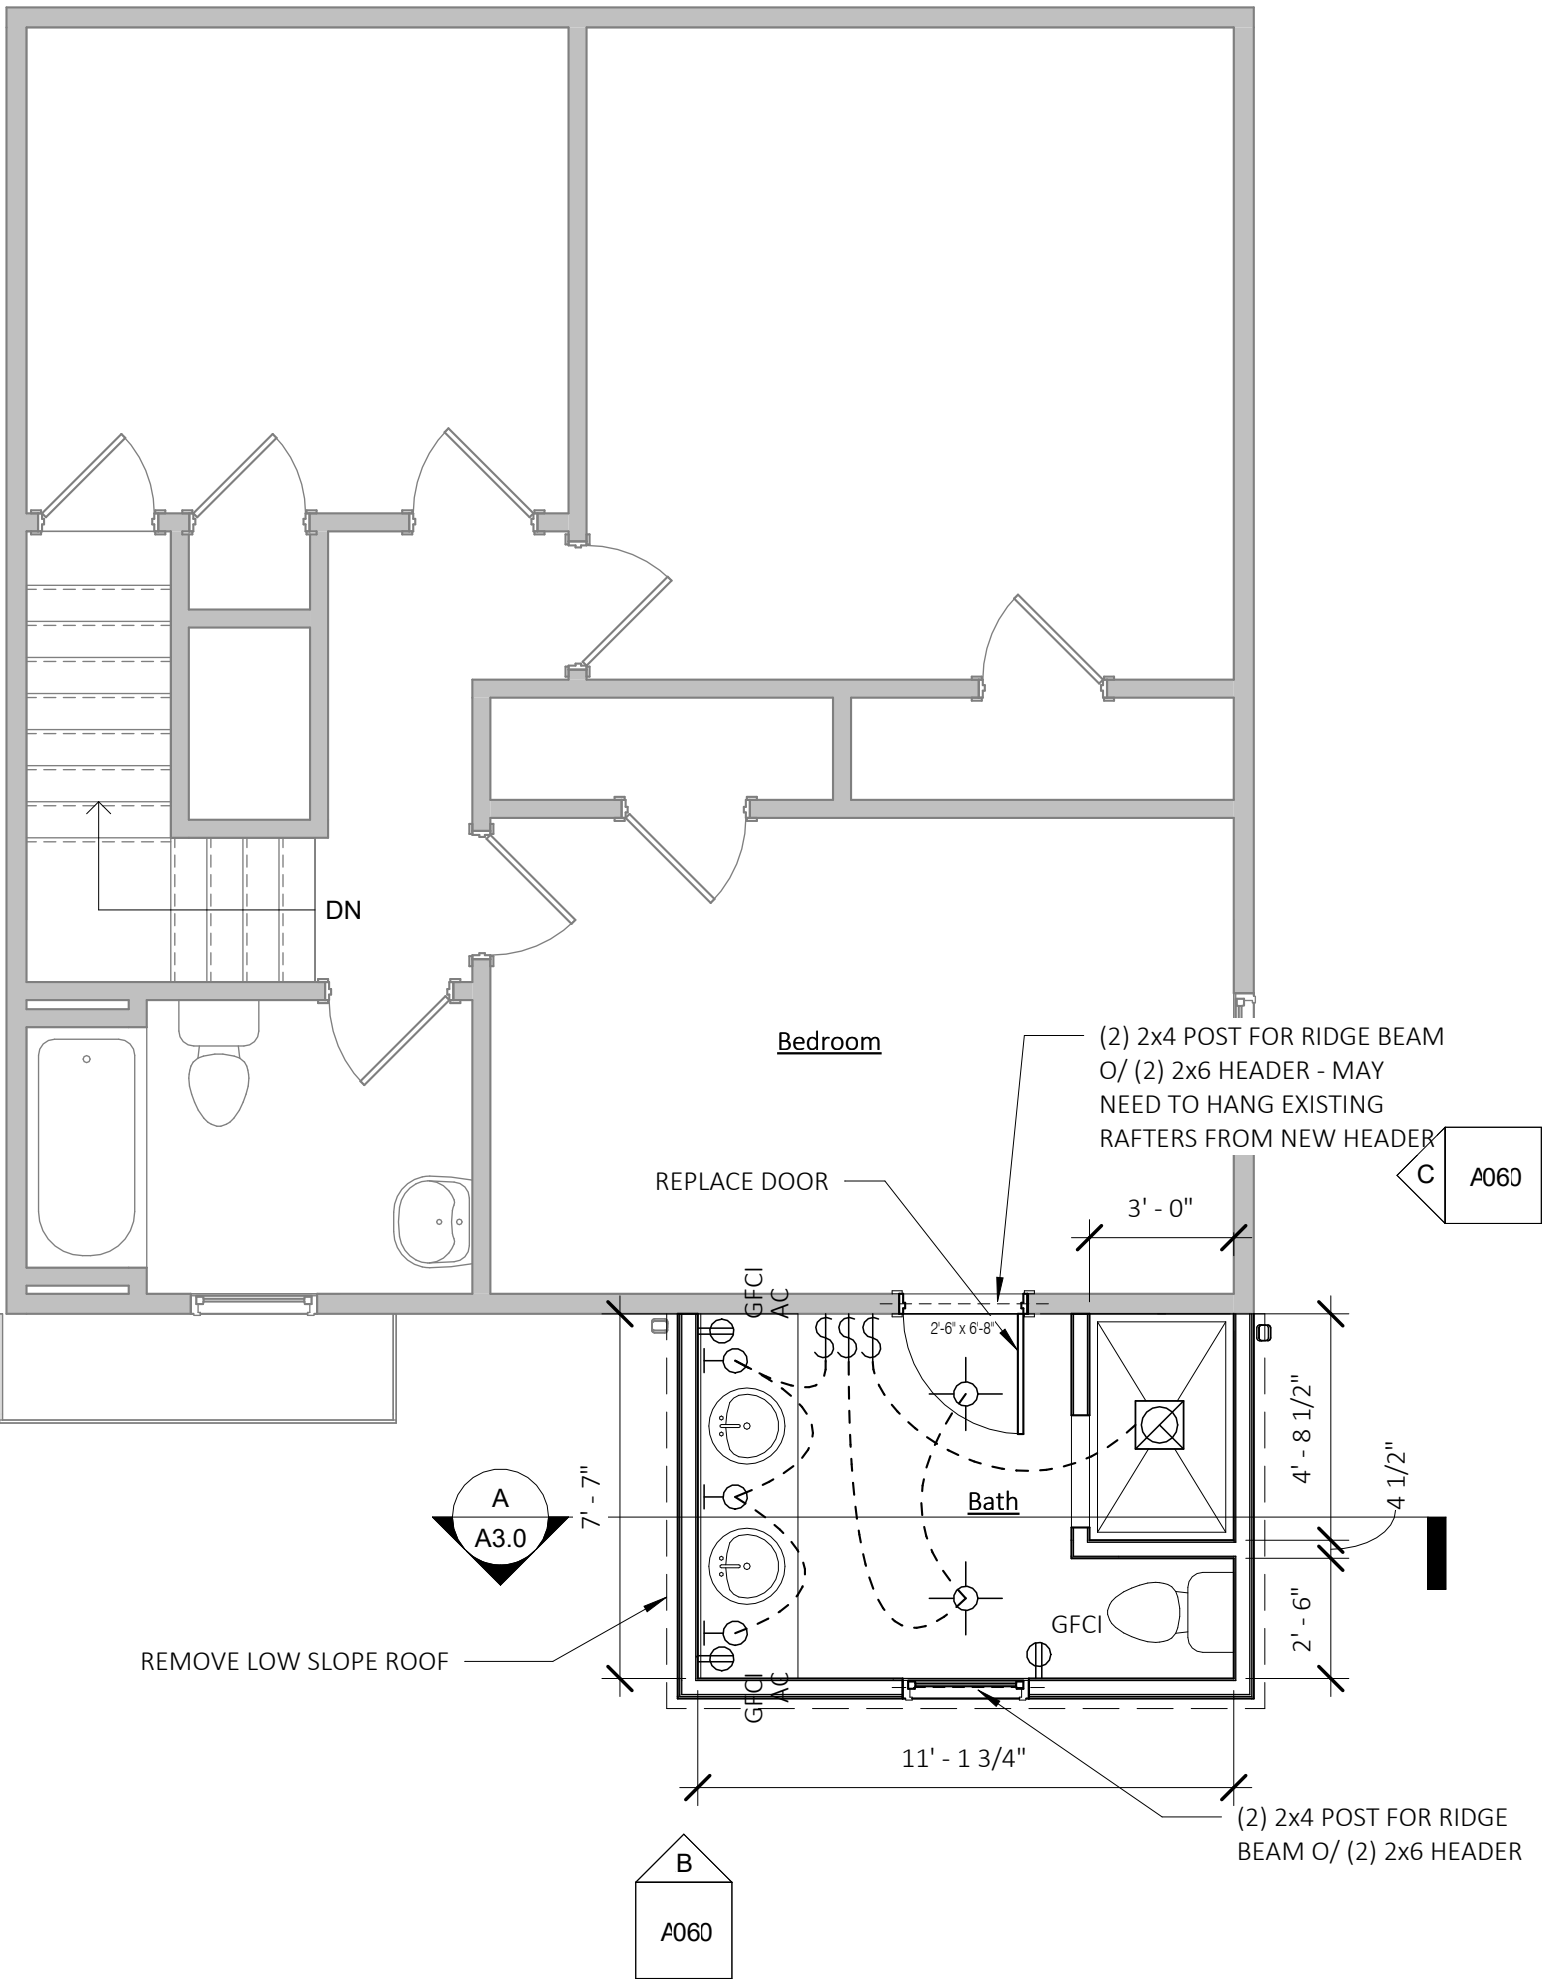 DN
Bedroom
(2) 2x4 POST FOR RIDGE BEAM
O/ (2) 2x6 HEADER - MAY
NEED TO HANG EXISTING
RAFTERS FROM NEW HEADER
C
A060
REPLACE DOOR
3' - 0"
GFCI
AC
$$$
2'-6" x 6'-8"
4' - 8 1/2"
4 1/2"
7' - 7"
A
A3.0
Bath
2' - 6"
GFCI
REMOVE LOW SLOPE ROOF
GFCI
AC
11' - 1 3/4"
(2) 2x4 POST FOR RIDGE
BEAM O/ (2) 2x6 HEADER
B
A060